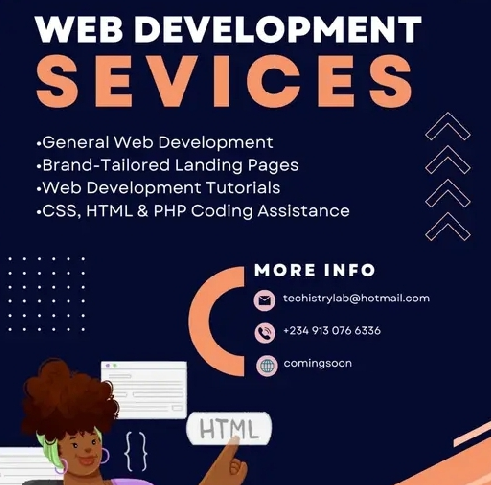 WEB DEVELOPMENT
SEVICES
•General Web Development
•Brand-Tailored Landing Pages
•Web Development Tutorials
•CSS, HTML & PHP Coding Assistance
MORE INFO
techistrylab@hotmail.com
+234 913 076 6336
comingsoon
HTML
{}